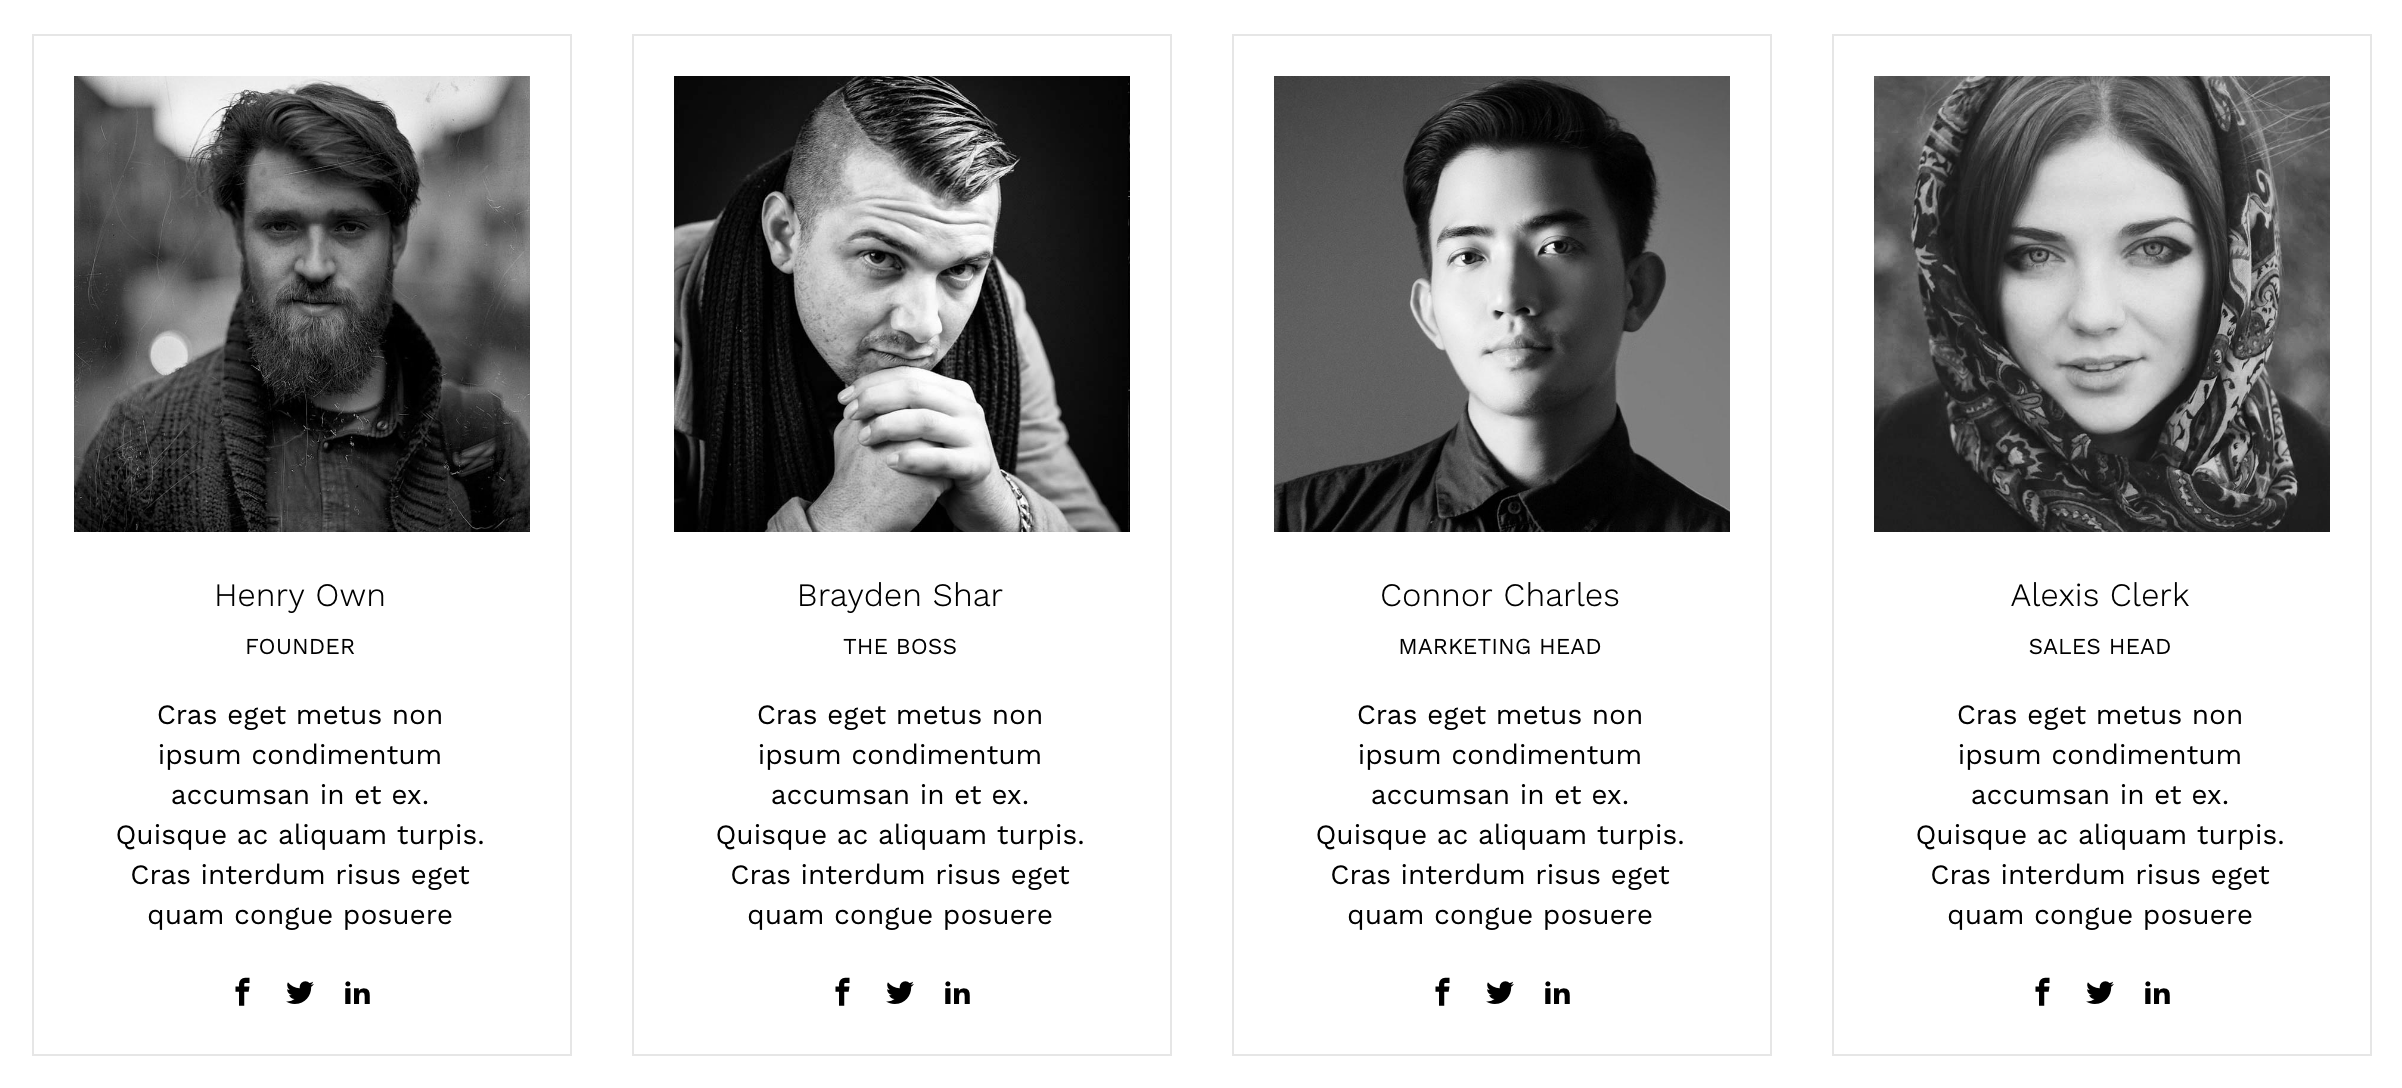 Henry Own
FOUNDER
Cras eget metus non
ipsum condimentum
accumsan in et ex.
Quisque ac aliquam turpis.
Cras interdum risus eget
quam congue posuere
Brayden Shar
THE BOSS
Cras eget metus non
ipsum condimentum
accumsan in et ex.
Quisque ac aliquam turpis.
Cras interdum risus eget
quam congue posuere
Connor Charles
MARKETING HEAD
Cras eget metus non
ipsum condimentum
accumsan in et ex.
Quisque ac aliquam turpis.
Cras interdum risus eget
quam congue posuere
Alexis Clerk
SALES HEAD
Cras eget metus non
ipsum condimentum
accumsan in et ex.
Quisque ac aliquam turpis.
Cras interdum risus eget
quam congue posuere